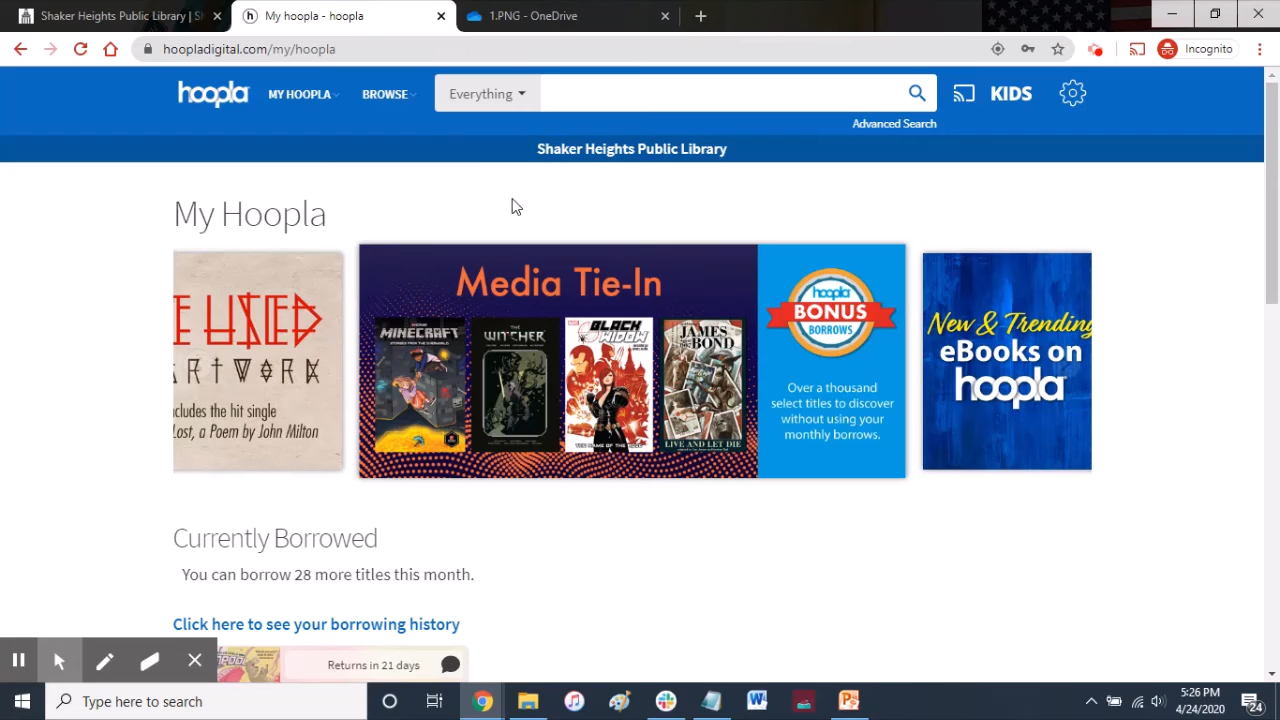 Shaker Heights Public Library | S
My hoopla - hoopla
1.PNG - OneDrive
hoopladigital.com/my/hoopla
Incognito
hoopla
MY HOOPLA
BROWSE
Everything
KIDS
Advanced Search
Shaker Heights Public Library
My Hoopla
E USED
ARTWORK
ncludes the hit single
Lost, a Poem by John Milton
Media Tie-In
MINECRAFT
THE
WITCHER
BLACK
WIDOW
JAMES
BOND
LIVE AND LET DIE
hoopla
BONUS
BORROWS
Over a thousand
select titles to discover
without using your
monthly borrows.
New & Trending
eBooks on
hoopla
Currently Borrowed
You can borrow 28 more titles this month.
Click here to see your borrowing history
Returns in 21 days
Type here to search
5:26 PM
4/24/2020
24